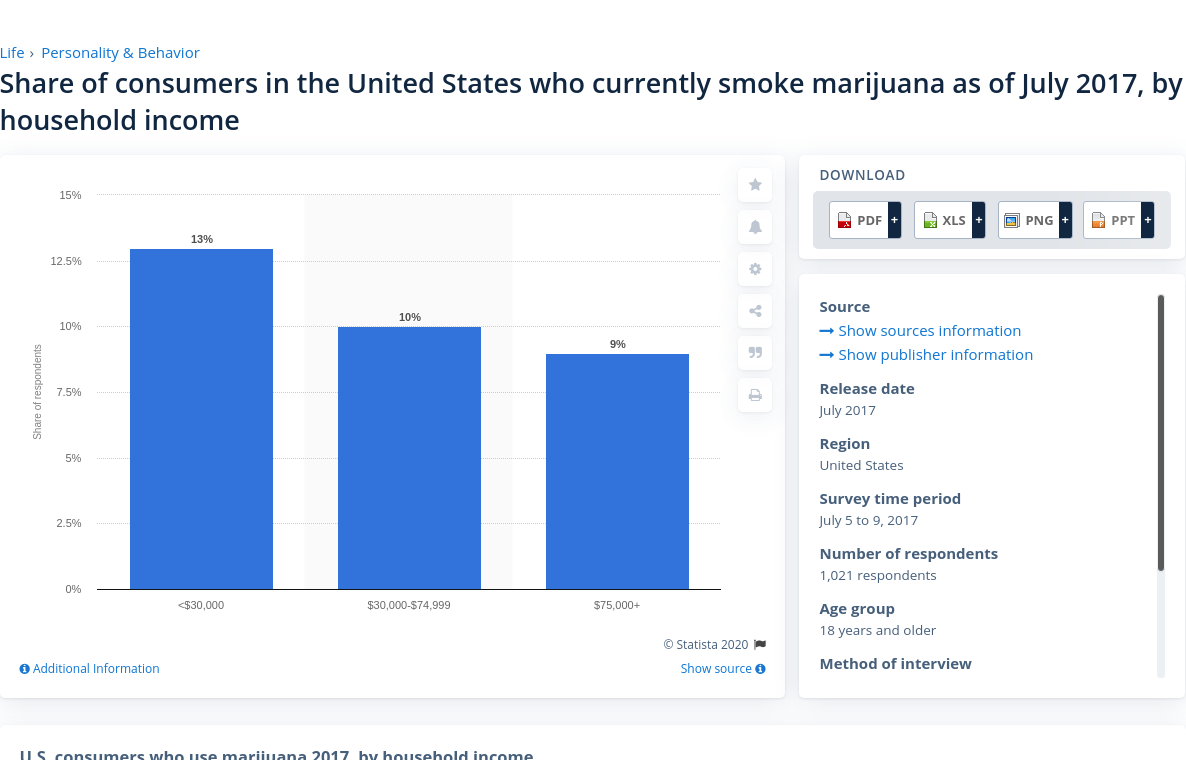 Life › Personality & Behavior
Share of consumers in the United States who currently smoke marijuana as of July 2017, by
household income
15%
12.5%
10%
7.5%
5%
2.5%
0%
Share of respondents
13%
10%
9%
<$30,000
$30,000-$74,999
$75,000+
© Statista 2020
Additional Information
Show source
DOWNLOAD
PDF + XLS + PNG + PPT +
Source
Show sources information
Show publisher information
Release date
July 2017
Region
United States
Survey time period
July 5 to 9, 2017
Number of respondents
1,021 respondents
Age group
18 years and older
Method of interview
U.S. consumers who use marijuana 2017, by household income